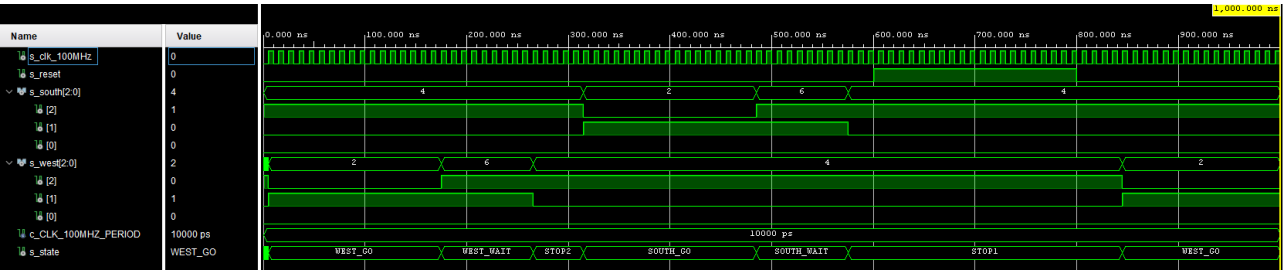 1,000.000 ns
Name Value
0.000 ns 100.000 ns 200.000 ns 300.000 ns 400.000 ns 500.000 ns 600.000 ns 700.000 ns 800.000 ns 900.000 ns
s_clk_100MHz 0
s_reset 0
s_south[2:0] 4 4 2 6 4
[2] 1
[1] 0
[0] 0
s_west[2:0] 2 2 6 4 2
[2] 0
[1] 1
[0] 0
c_CLK_100MHZ_PERIOD 10000 ps 10000 ps
s_state WEST_GO WEST_GO WEST_WAIT STOP2 SOUTH_GO SOUTH_WAIT STOP1 WEST_GO